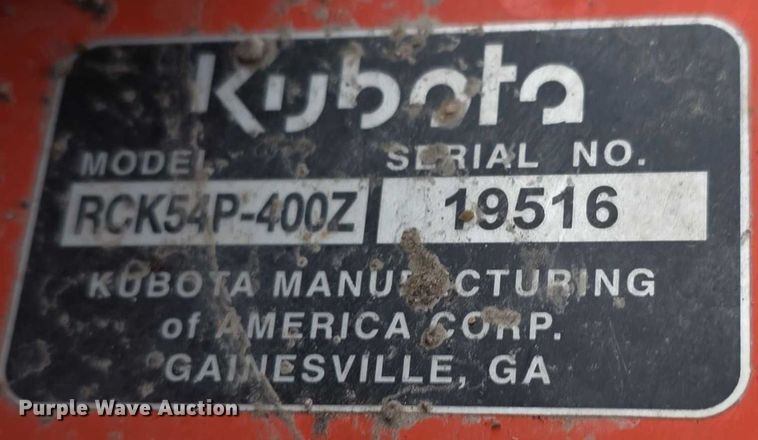 Kubota
MODEL SERIAL NO.
RCK54P-400Z 19516
KUBOTA MANUFACTURING
of AMERICA CORP.
GAINESVILLE, GA
Purple Wave Auction